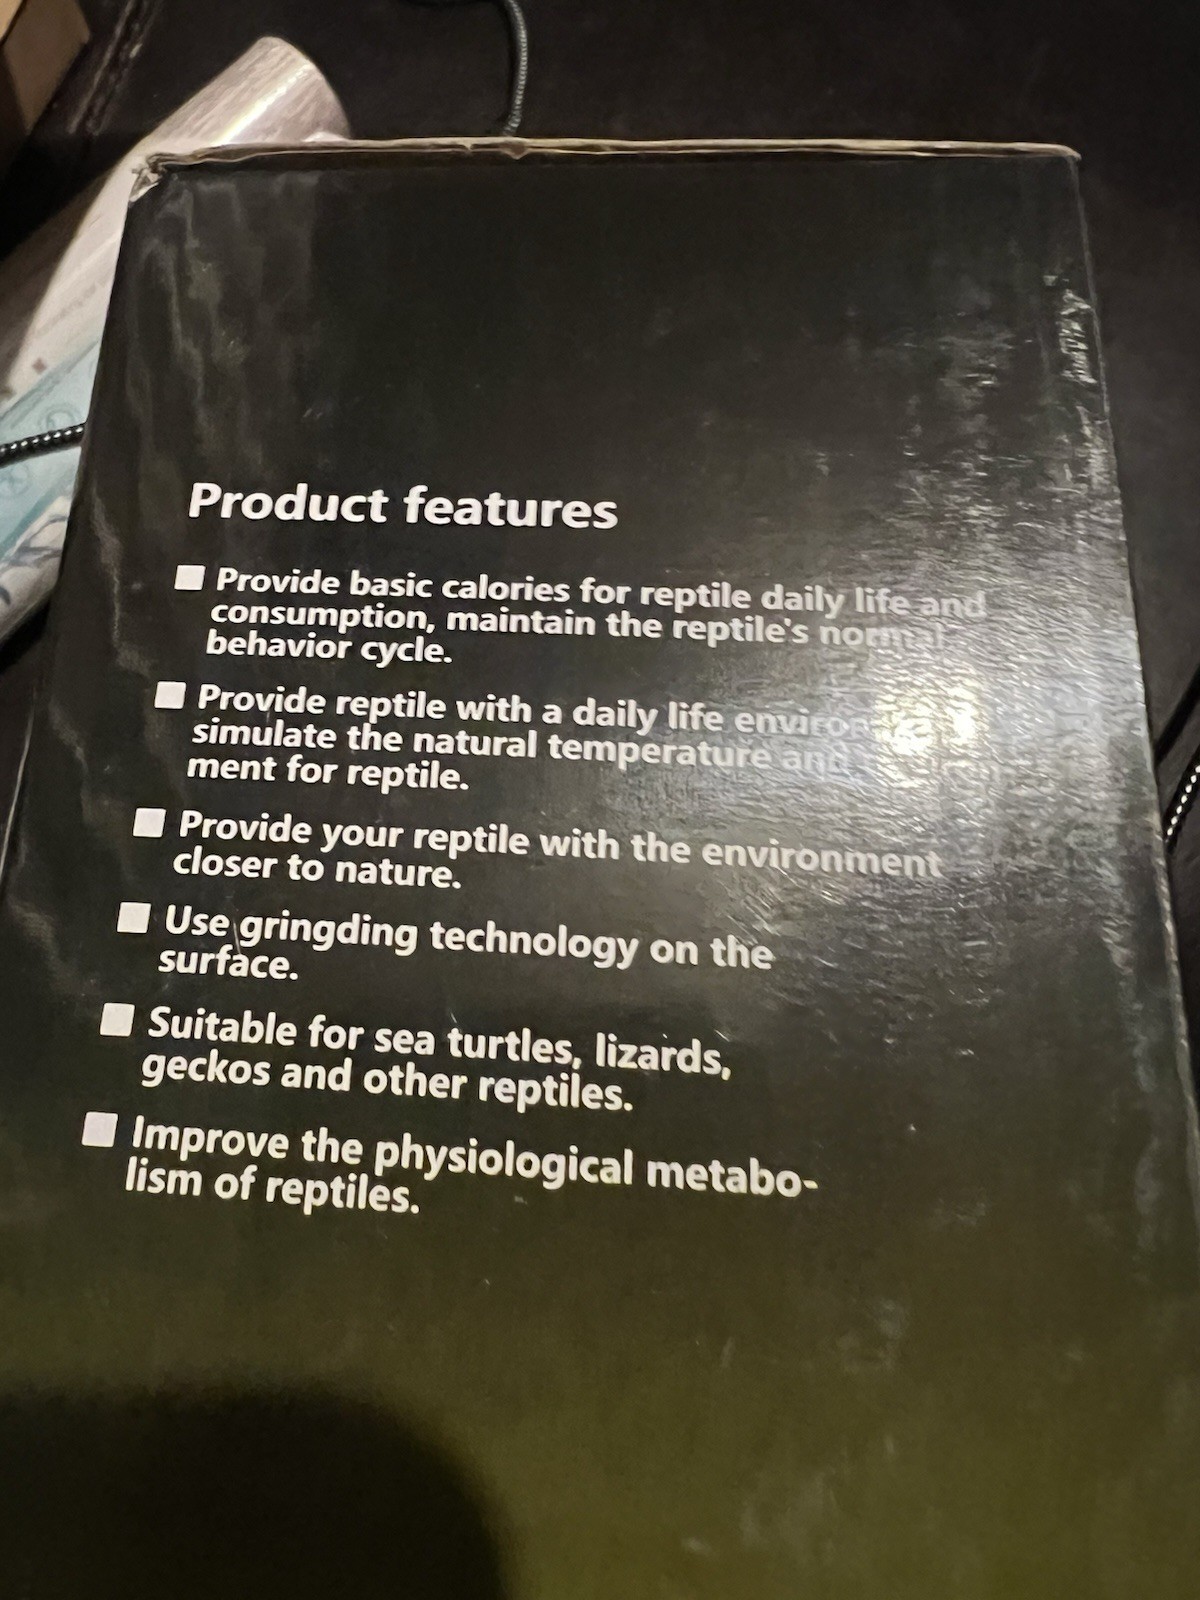 Product features
Provide basic calories for reptile daily life and
consumption, maintain the reptile's normal
behavior cycle.
Provide reptile with a daily life
simulate the natural temperature and
ment for reptile.
Provide your reptile with the environment
closer to nature.
Use gringding technology on the
surface.
Suitable for sea turtles, lizards,
geckos and other reptiles.
Improve the physiological metabo-
lism of reptiles.